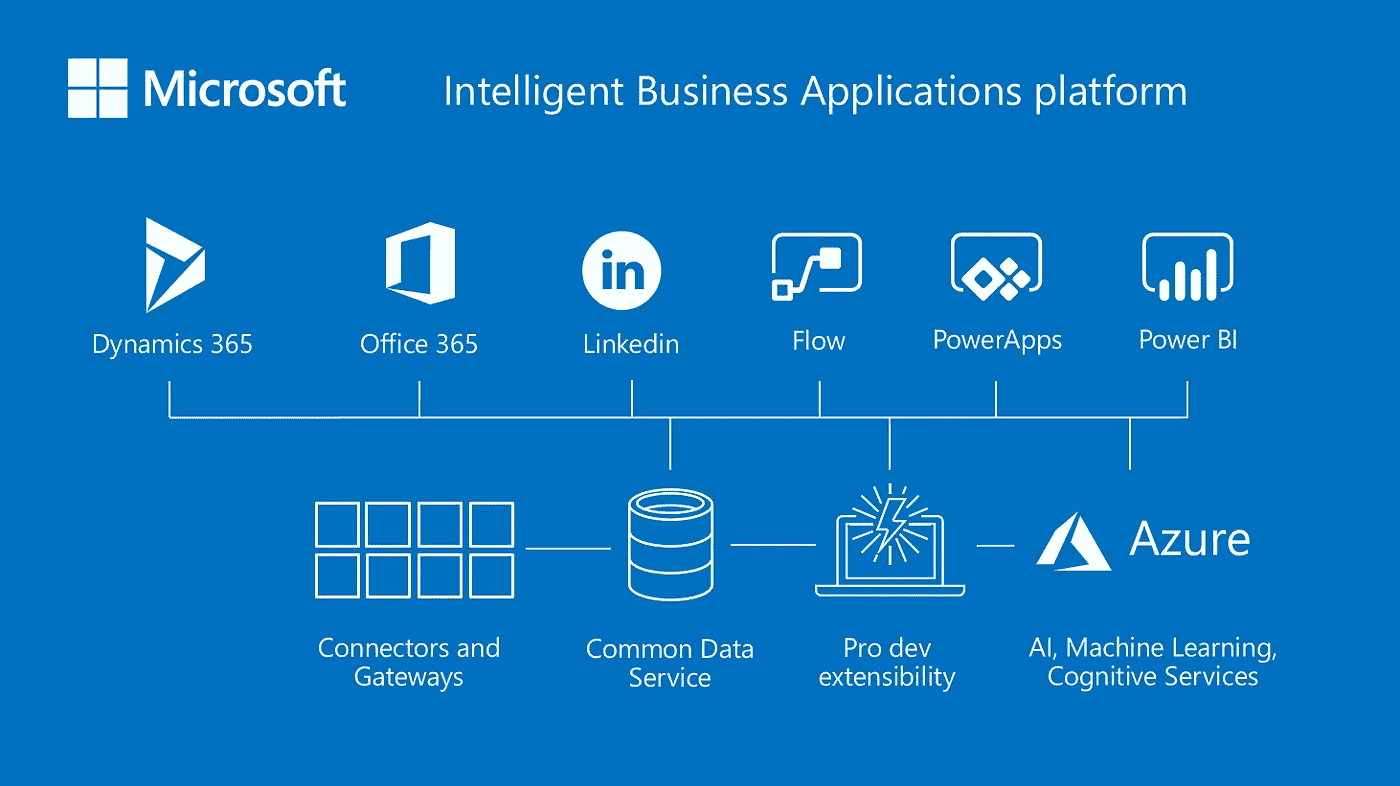 Microsoft
Intelligent Business Applications platform
in
Dynamics 365
Office 365
Linkedin
Flow
PowerApps
Power BI
Azure
Connectors and
Gateways
Common Data
Service
Pro dev
extensibility
AI, Machine Learning,
Cognitive Services